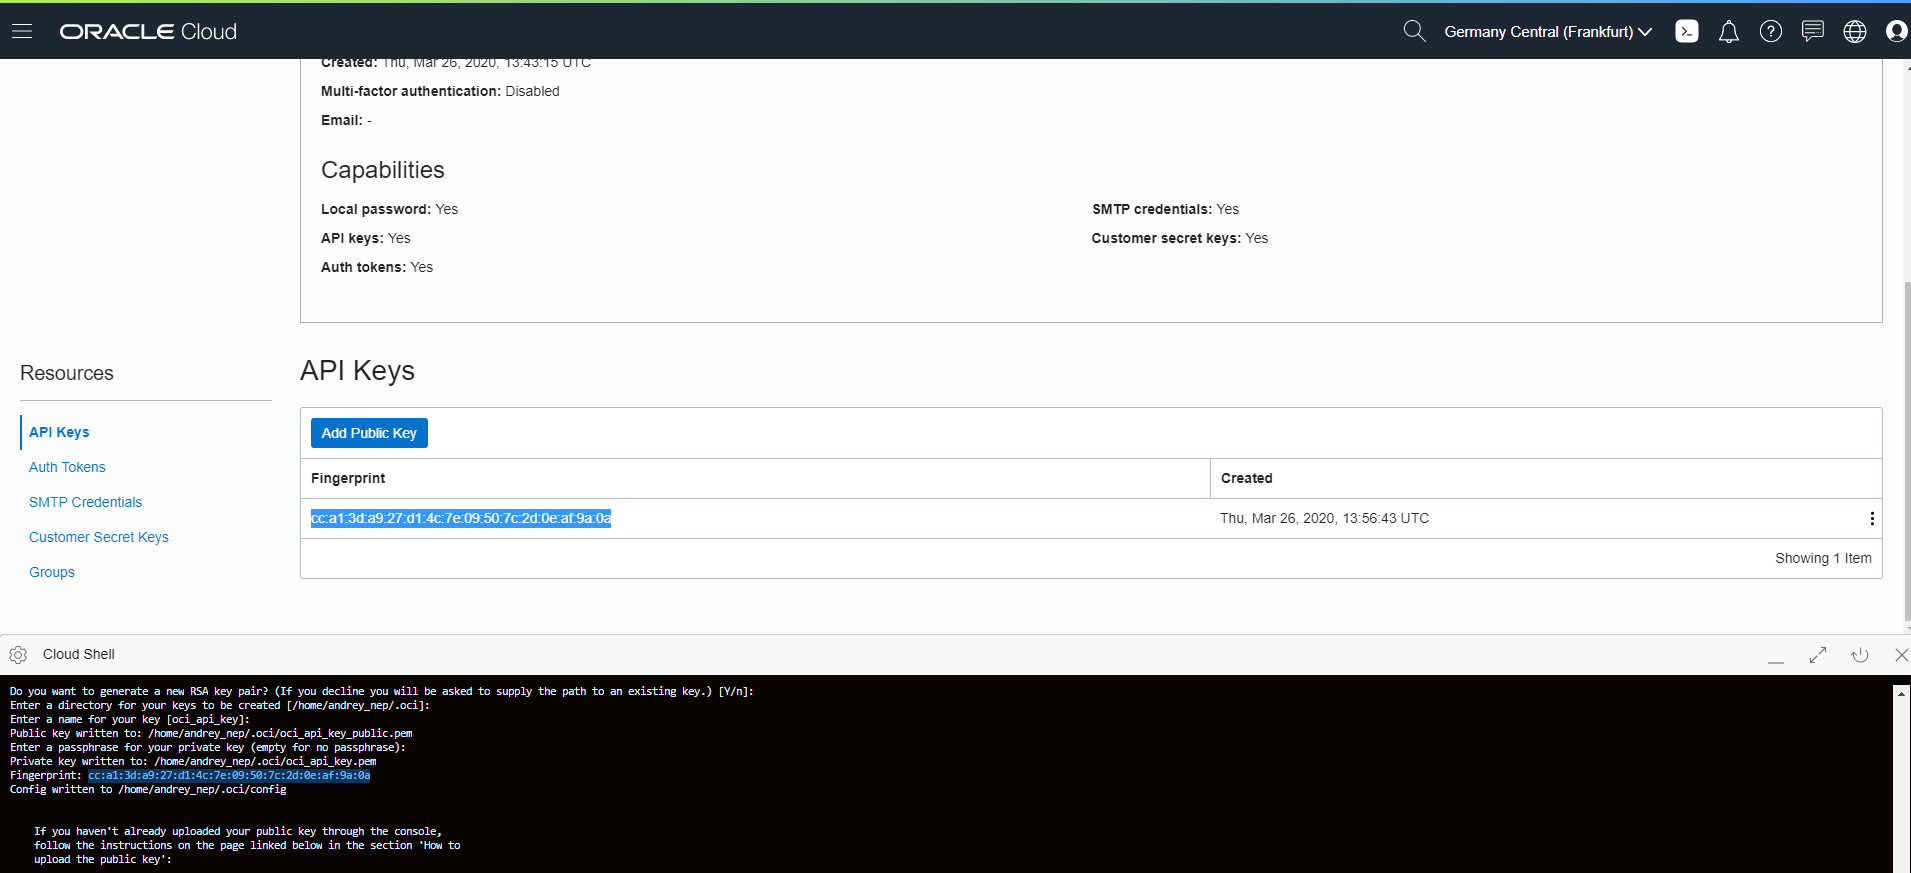 ORACLE Cloud
Germany Central (Frankfurt)
Created: Thu, Mar 26, 2020, 13:43:15 UTC
Multi-factor authentication: Disabled
Email: -
Capabilities
Local password: Yes
SMTP credentials: Yes
API keys: Yes
Customer secret keys: Yes
Auth tokens: Yes
Resources
API Keys
Auth Tokens
SMTP Credentials
Customer Secret Keys
Groups
API Keys
Add Public Key
Fingerprint
Created
cc:a1:3d:a9:27:d1:4c:7e:09:50:7c:2d:0e:af:9a:0a
Thu, Mar 26, 2020, 13:56:43 UTC
Showing 1 Item
Cloud Shell
Do you want to generate a new RSA key pair? (If you decline you will be asked to supply the path to an existing key.) [Y/n]:
Enter a directory for your keys to be created [/home/andrey_nep/.oci]:
Enter a name for your key [oci_api_key]:
Public key written to: /home/andrey_nep/.oci/oci_api_key_public.pem
Enter a passphrase for your private key (empty for no passphrase):
Private key written to: /home/andrey_nep/.oci/oci_api_key.pem
Fingerprint: cc:a1:3d:a9:27:d1:4c:7e:09:50:7c:2d:0e:af:9a:0a
Config written to /home/andrey_nep/.oci/config
If you haven't already uploaded your public key through the console,
follow the instructions on the page linked below in the section 'How to
upload the public key':